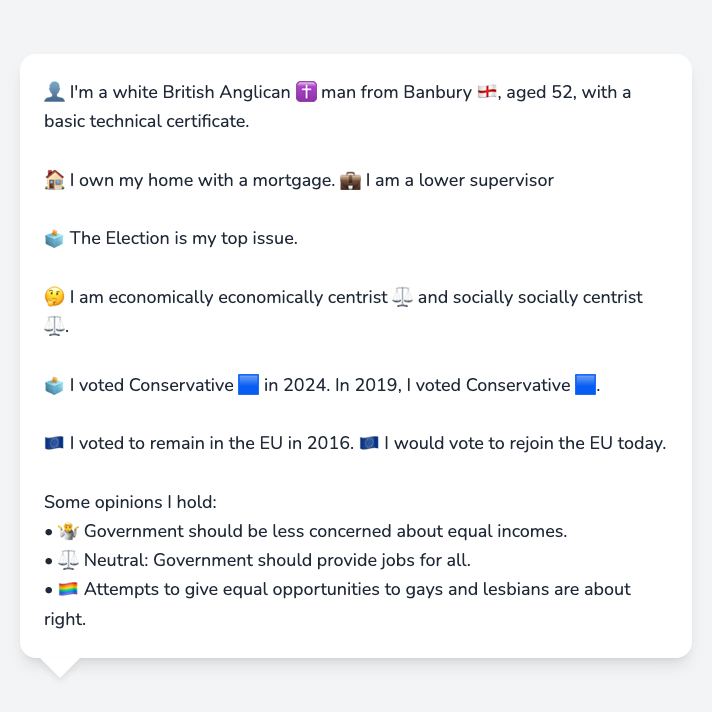 👤 I'm a white British Anglican ✝️ man from Banbury 🏴󠁧󠁢󠁥󠁮󠁧󠁿, aged 52, with a
basic technical certificate.
🏠 I own my home with a mortgage. 💼 I am a lower supervisor
🗳️ The Election is my top issue.
🤔 I am economically economically centrist ⚖️ and socially socially centrist
⚖️.
🗳️ I voted Conservative 🟦 in 2024. In 2019, I voted Conservative 🟦.
🇪🇺 I voted to remain in the EU in 2016. 🇪🇺 I would vote to rejoin the EU today.
Some opinions I hold:
• 🤷 Government should be less concerned about equal incomes.
• ⚖️ Neutral: Government should provide jobs for all.
• 🏳️‍🌈 Attempts to give equal opportunities to gays and lesbians are about
right.